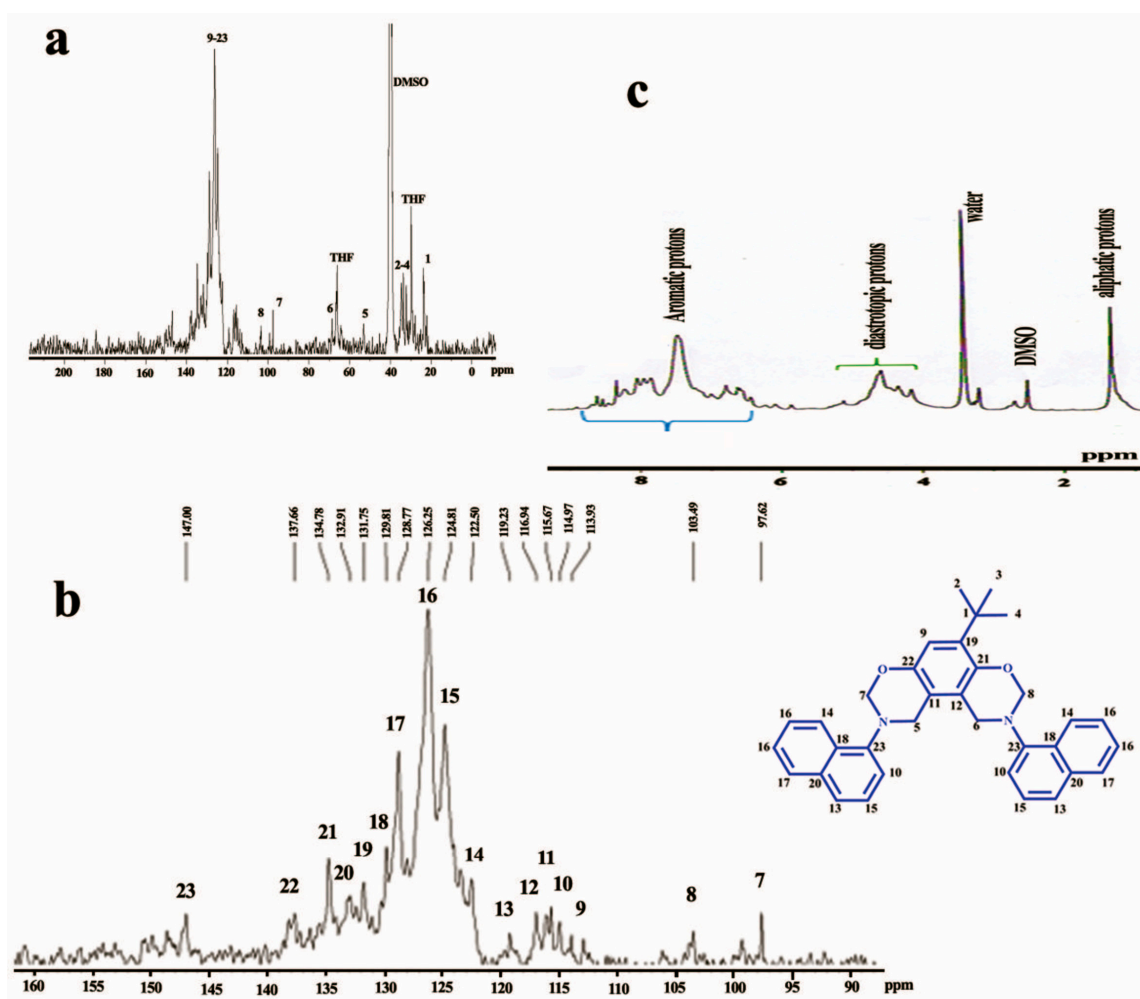 a
9-23
DMSO
THF
2-4
1
THF
8
7
6
5
200 180 160 140 120 100 80 60 40 20 0 ppm
c
Aromatic protons
diastrotopic protons
water
DMSO
aliphatic protons
ppm
8 6 4 2
147.00
137.66
134.78
132.91
131.75
129.81
128.77
126.25
124.81
122.50
119.23
116.94
115.67
114.97
113.93
103.49
97.62
b
23
22
21
20
19
18
17
16
15
14
13
12
11
10
9
8
7
160 155 150 145 140 135 130 125 120 115 110 105 100 95 90 ppm
2 3
1 4
9 19
22 21
O O
7 11 12 8
N 5 6 N
16 14 14 16
18 23 23 18
16 10 10 16
17 20 20 17
13 15 15 13